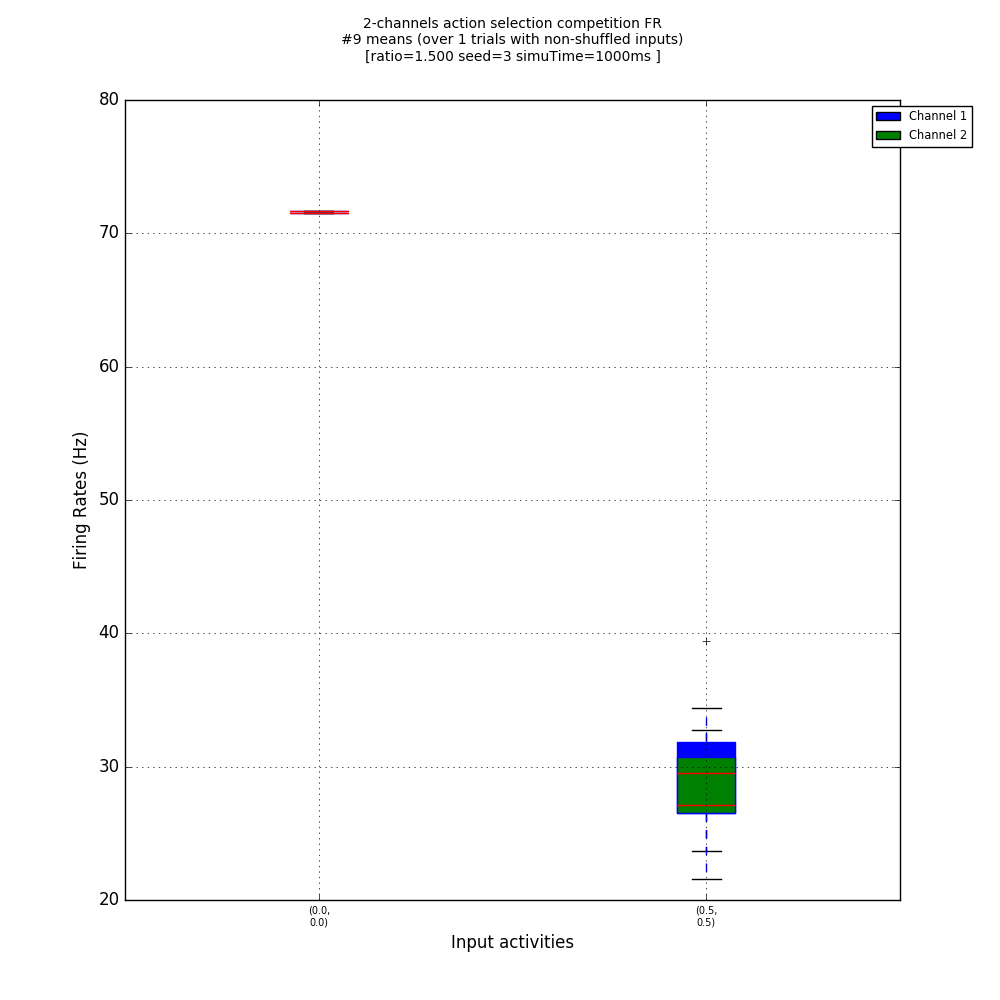 2-channels action selection competition FR
#9 means (over 1 trials with non-shuffled inputs)
[ratio=1.500 seed=3 simuTime=1000ms ]
80
Channel 1
Channel 2
70
60
50
40
30
20
Firing Rates (Hz)
(0.0,
0.0)
(0.5,
0.5)
Input activities